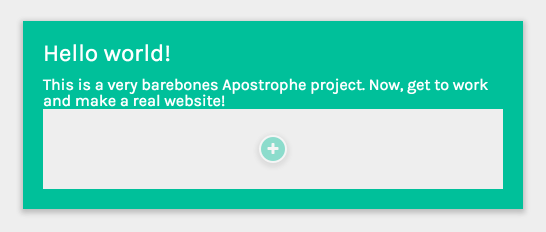 Hello world!
This is a very barebones Apostrophe project. Now, get to work
and make a real website!